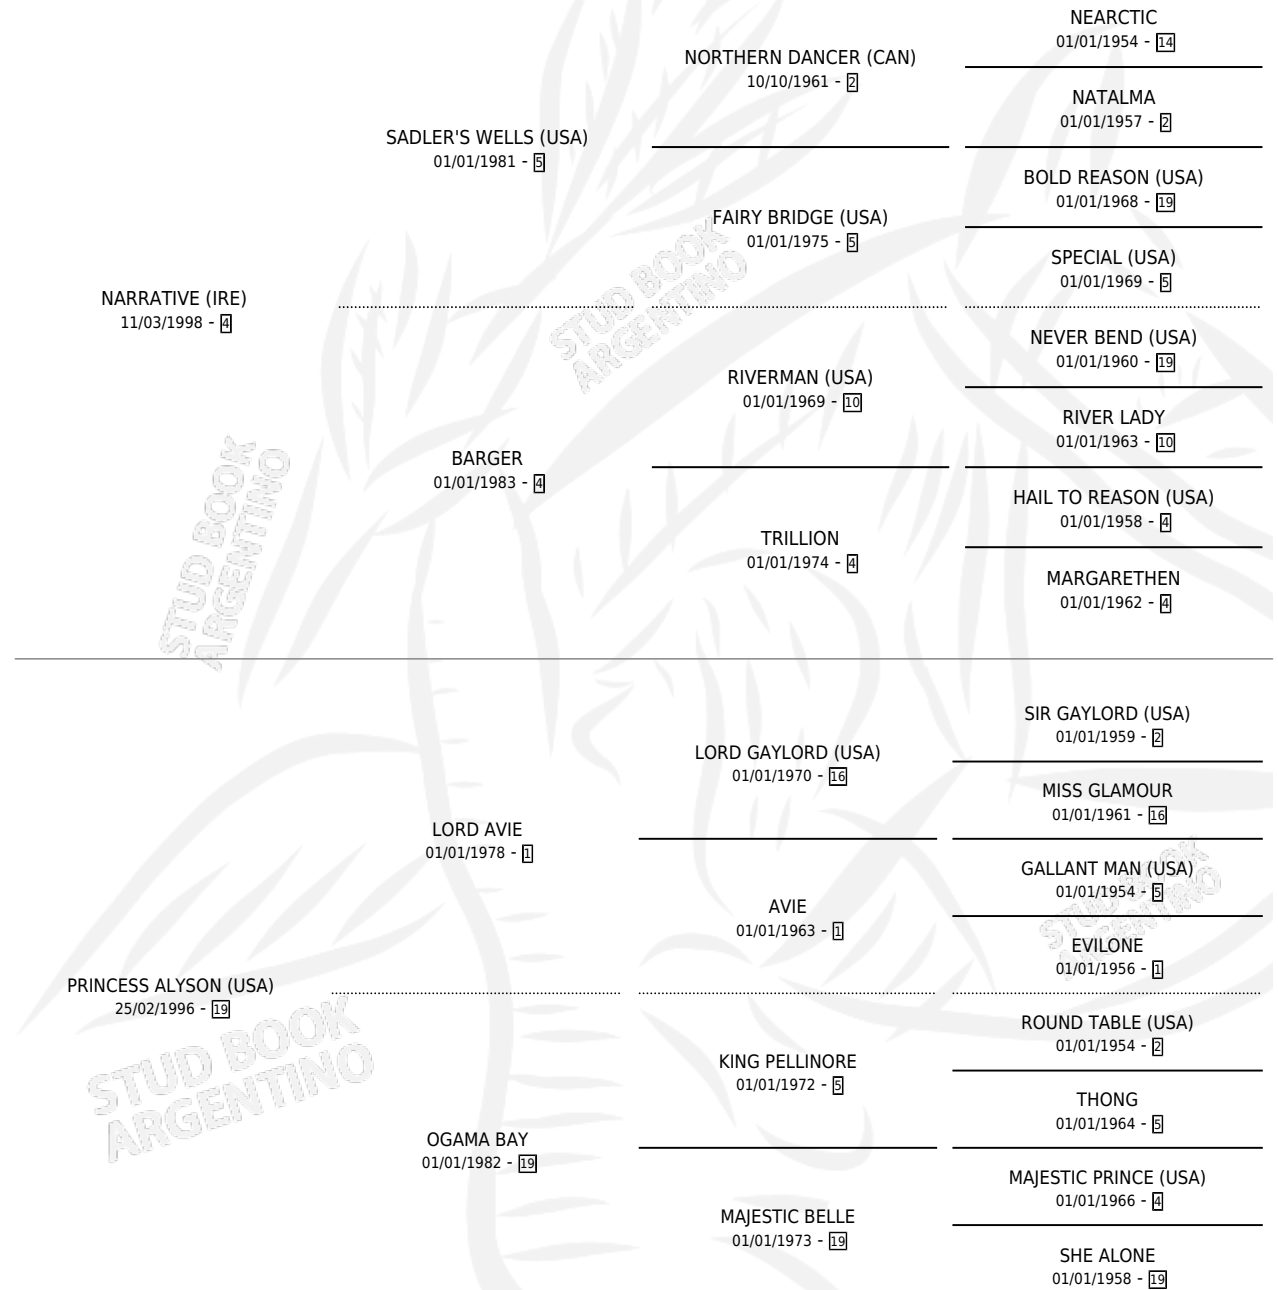 NEARCTIC
01/01/1954 - 14
NORTHERN DANCER (CAN)
10/10/1961 - 2
NATALMA
01/01/1957 - 2
SADLER'S WELLS (USA)
01/01/1981 - 5
BOLD REASON (USA)
01/01/1968 - 19
FAIRY BRIDGE (USA)
01/01/1975 - 5
SPECIAL (USA)
01/01/1969 - 5
NARRATIVE (IRE)
11/03/1998 - 4
NEVER BEND (USA)
01/01/1960 - 19
RIVERMAN (USA)
01/01/1969 - 10
RIVER LADY
01/01/1963 - 10
BARGER
01/01/1983 - 4
HAIL TO REASON (USA)
01/01/1958 - 4
TRILLION
01/01/1974 - 4
MARGARETHEN
01/01/1962 - 4
SIR GAYLORD (USA)
01/01/1959 - 2
LORD GAYLORD (USA)
01/01/1970 - 16
MISS GLAMOUR
01/01/1961 - 16
LORD AVIE
01/01/1978 - 1
GALLANT MAN (USA)
01/01/1954 - 5
AVIE
01/01/1963 - 1
EVILONE
01/01/1956 - 1
PRINCESS ALYSON (USA)
25/02/1996 - 19
ROUND TABLE (USA)
01/01/1954 - 2
KING PELLINORE
01/01/1972 - 5
THONG
01/01/1964 - 5
OGAMA BAY
01/01/1982 - 19
MAJESTIC PRINCE (USA)
01/01/1966 - 4
MAJESTIC BELLE
01/01/1973 - 19
SHE ALONE
01/01/1958 - 19
STUD BOOK
ARGENTINO
STUD BOOK
ARGENTINO
STUD BOOK
ARGENTINO
STUD BOOK
ARGENTINO